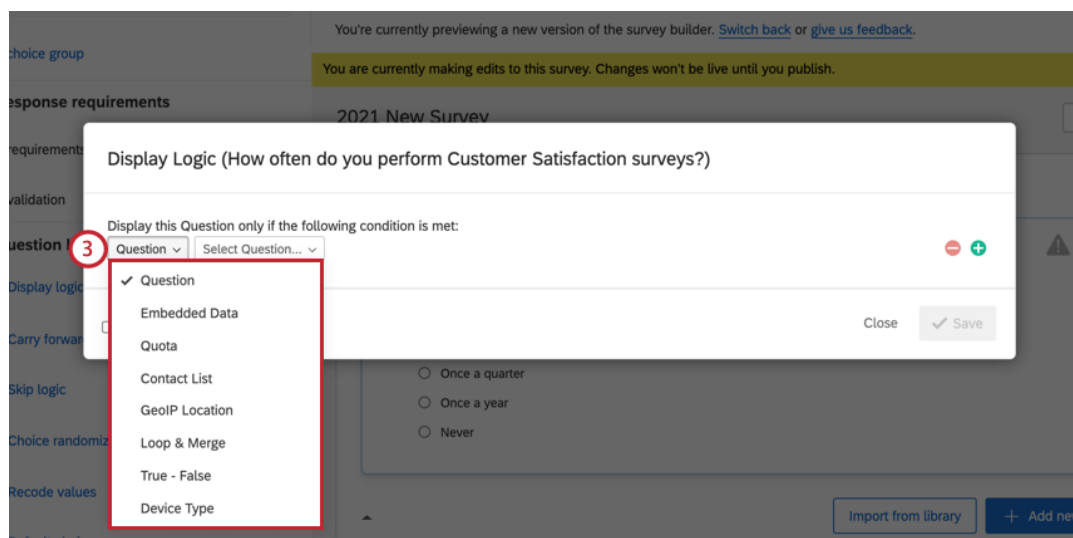 You're currently previewing a new version of the survey builder. Switch back or give us feedback.
choice group
You are currently making edits to this survey. Changes won't be live until you publish.
esponse requirements
2021 New Survey
requirements
Display Logic (How often do you perform Customer Satisfaction surveys?)
validation
Display this Question only if the following condition is met:
uestion l
3
Question
Select Question...
Question
Display logic
Embedded Data
Carry forwar
Quota
Close
Save
Contact List
Once a quarter
Skip logic
GeoIP Location
Once a year
Choice randomiz
Loop & Merge
Never
True - False
Recode values
Device Type
Import from library
Add ne